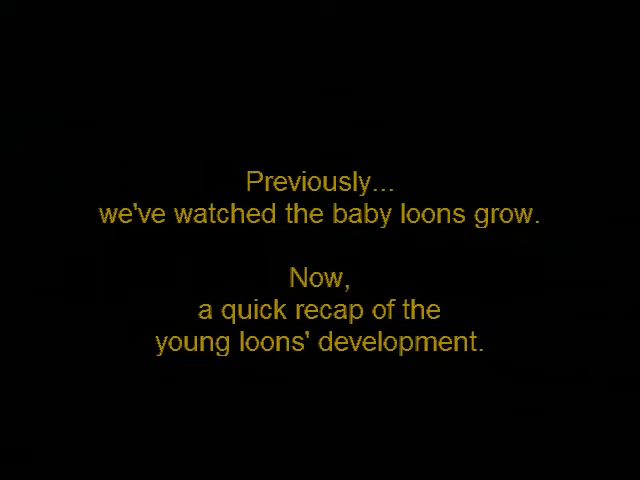 Previously...
we've watched the baby loons grow.
Now,
a quick recap of the
young loons' development.